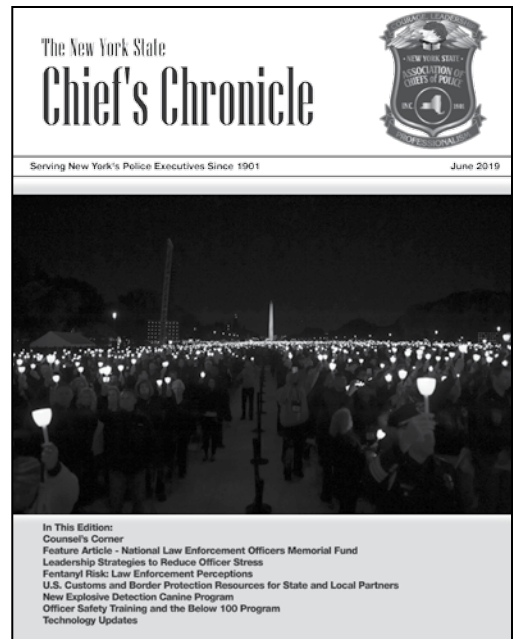 The New York State
Chief's Chronicle
COURAGE, LEADERSHIP
NEW YORK STATE
ASSOCIATION OF
CHIEFS of POLICE
INC. 1901
PROFESSIONALISM
Serving New York's Police Executives Since 1901
June 2019
In This Edition:
Counsel's Corner
Feature Article - National Law Enforcement Officers Memorial Fund
Leadership Strategies to Reduce Officer Stress
Fentanyl Risk: Law Enforcement Perceptions
U.S. Customs and Border Protection Resources for State and Local Partners
New Explosive Detection Canine Program
Officer Safety Training and the Below 100 Program
Technology Updates